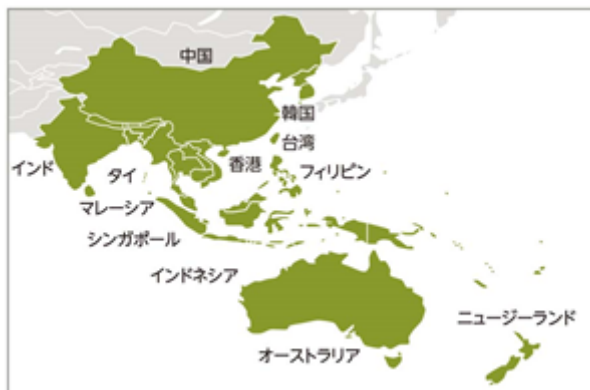 中国
韓国
台湾
香港
インド
タイ
フィリピン
マレーシア
シンガポール
インドネシア
ニュージーランド
オーストラリア